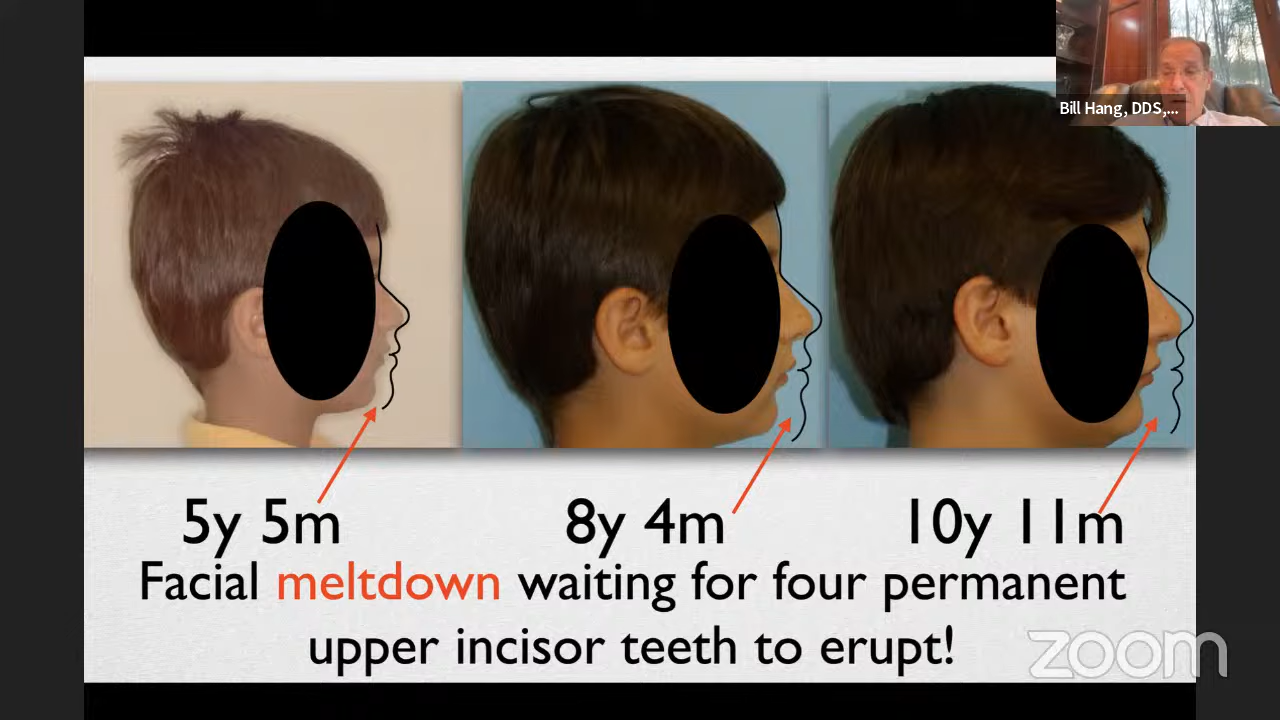 Bill Hang, DDS,...
5y 5m
8y 4m
10y 11m
Facial meltdown waiting for four permanent
upper incisor teeth to erupt!
zoom